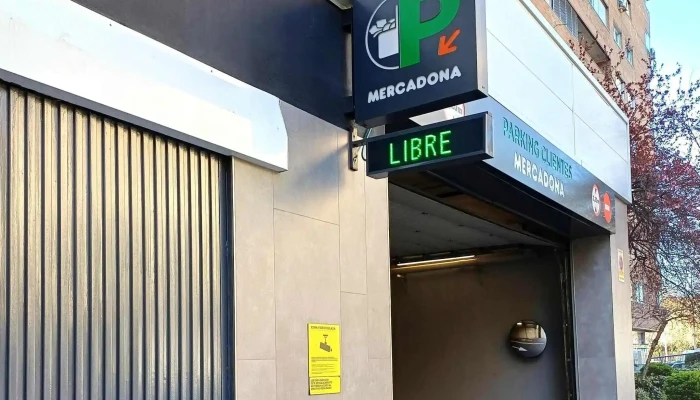 P
MERCADONA
LIBRE
PARKING CLIENTES
MERCADONA